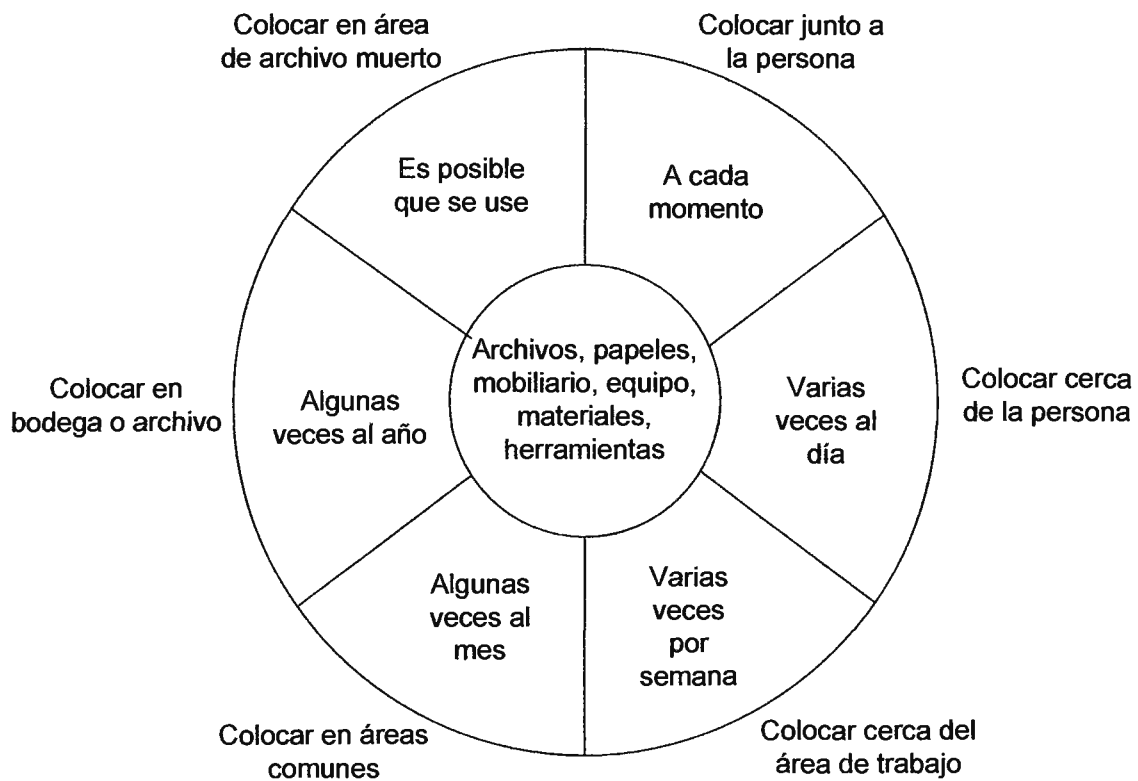 Colocar en área
de archivo muerto
Colocar junto a
la persona
Es posible
que se use
A cada
momento
Archivos, papeles,
mobiliario, equipo,
materiales,
herramientas
Colocar en
bodega o archivo
Algunas
veces al año
Varias
veces al
día
Colocar cerca
de la persona
Algunas
veces al
mes
Varias
veces
por
semana
Colocar en áreas
comunes
Colocar cerca del
área de trabajo